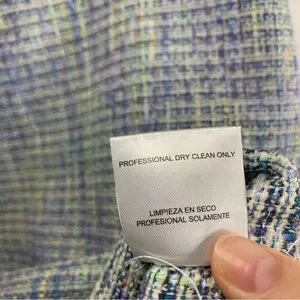 PROFESSIONAL DRY CLEAN ONLY
LIMPIEZA EN SECO
PROFESIONAL SOLAMENTE